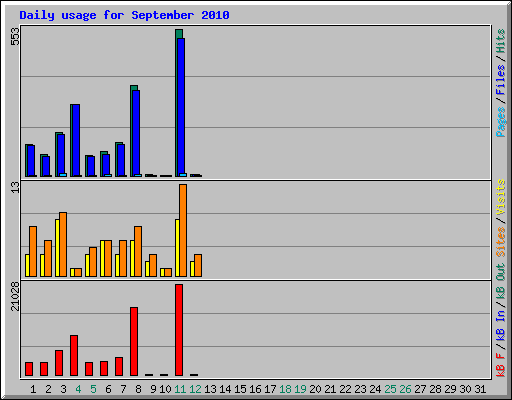 Daily usage for September 2010
553
Pages/Files/Hits
13
Sites/Visits
21028
kB F/kB In/kB Out
1 2 3 4 5 6 7 8 9 10 11 12 13 14 15 16 17 18 19 20 21 22 23 24 25 26 27 28 29 30 31